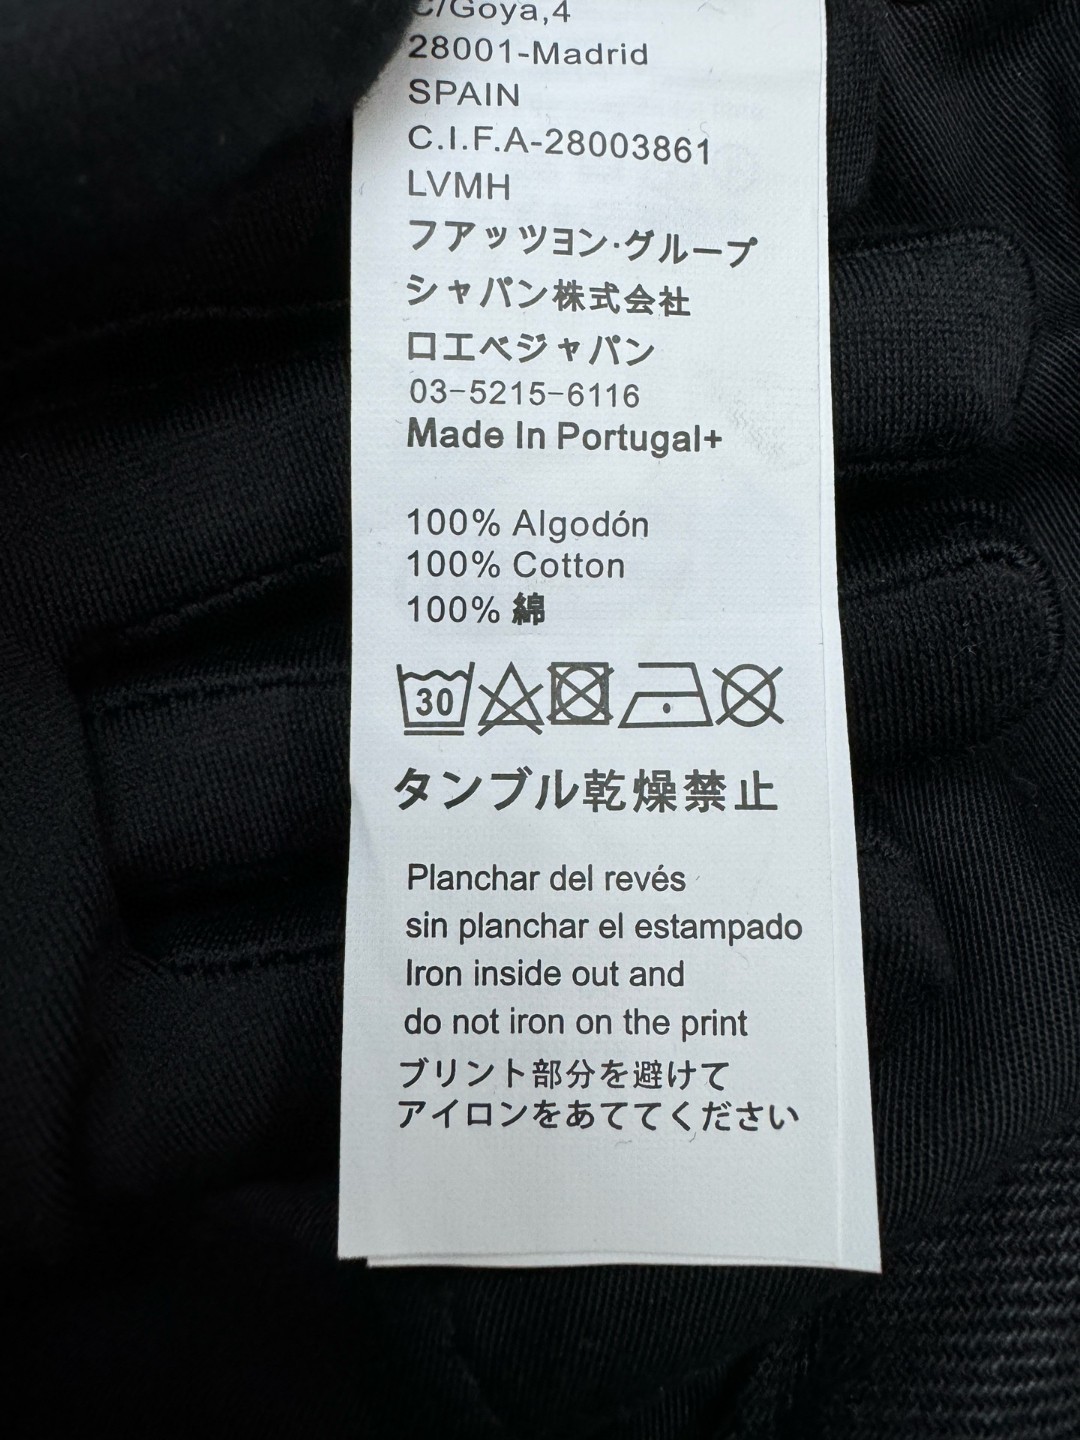 C/Goya,4
28001-Madrid
SPAIN
C.I.F.A-28003861
LVMH
フアッツヨン·グループ
シャパン株式会社
口エベジャパン
03-5215-6116
Made In Portugal+
100% Algodón
100% Cotton
100% 綿
30
タンブル乾燥禁止
Planchar del revés
sin planchar el estampado
Iron inside out and
do not iron on the print
ブリント部分を避けて
アイロンをあててください